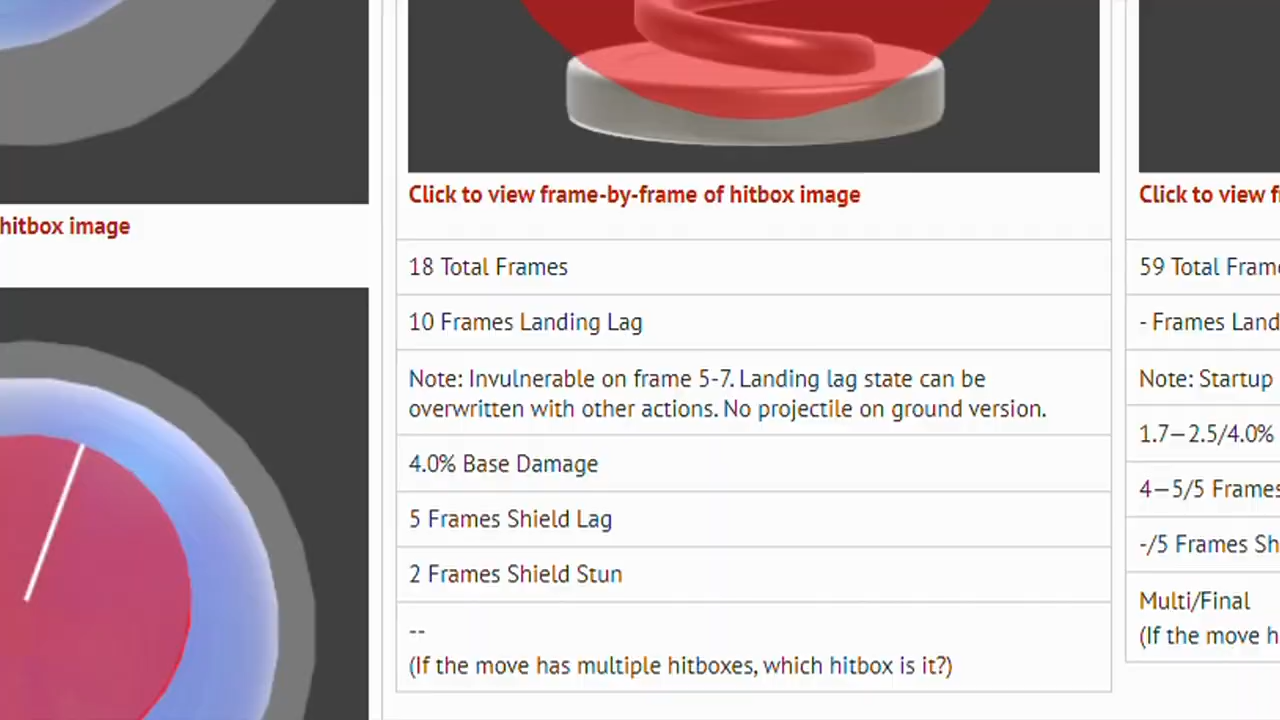 hitbox image
Click to view frame-by-frame of hitbox image
18 Total Frames
10 Frames Landing Lag
Note: Invulnerable on frame 5-7. Landing lag state can be
overwritten with other actions. No projectile on ground version.
4.0% Base Damage
5 Frames Shield Lag
2 Frames Shield Stun
--
(If the move has multiple hitboxes, which hitbox is it?)
Click to view
59 Total
- Frames
Note: Startup
1.7—2.5/4.0%
4—5/5 Frames
-/5 Frames
Multi/Final
(If the move